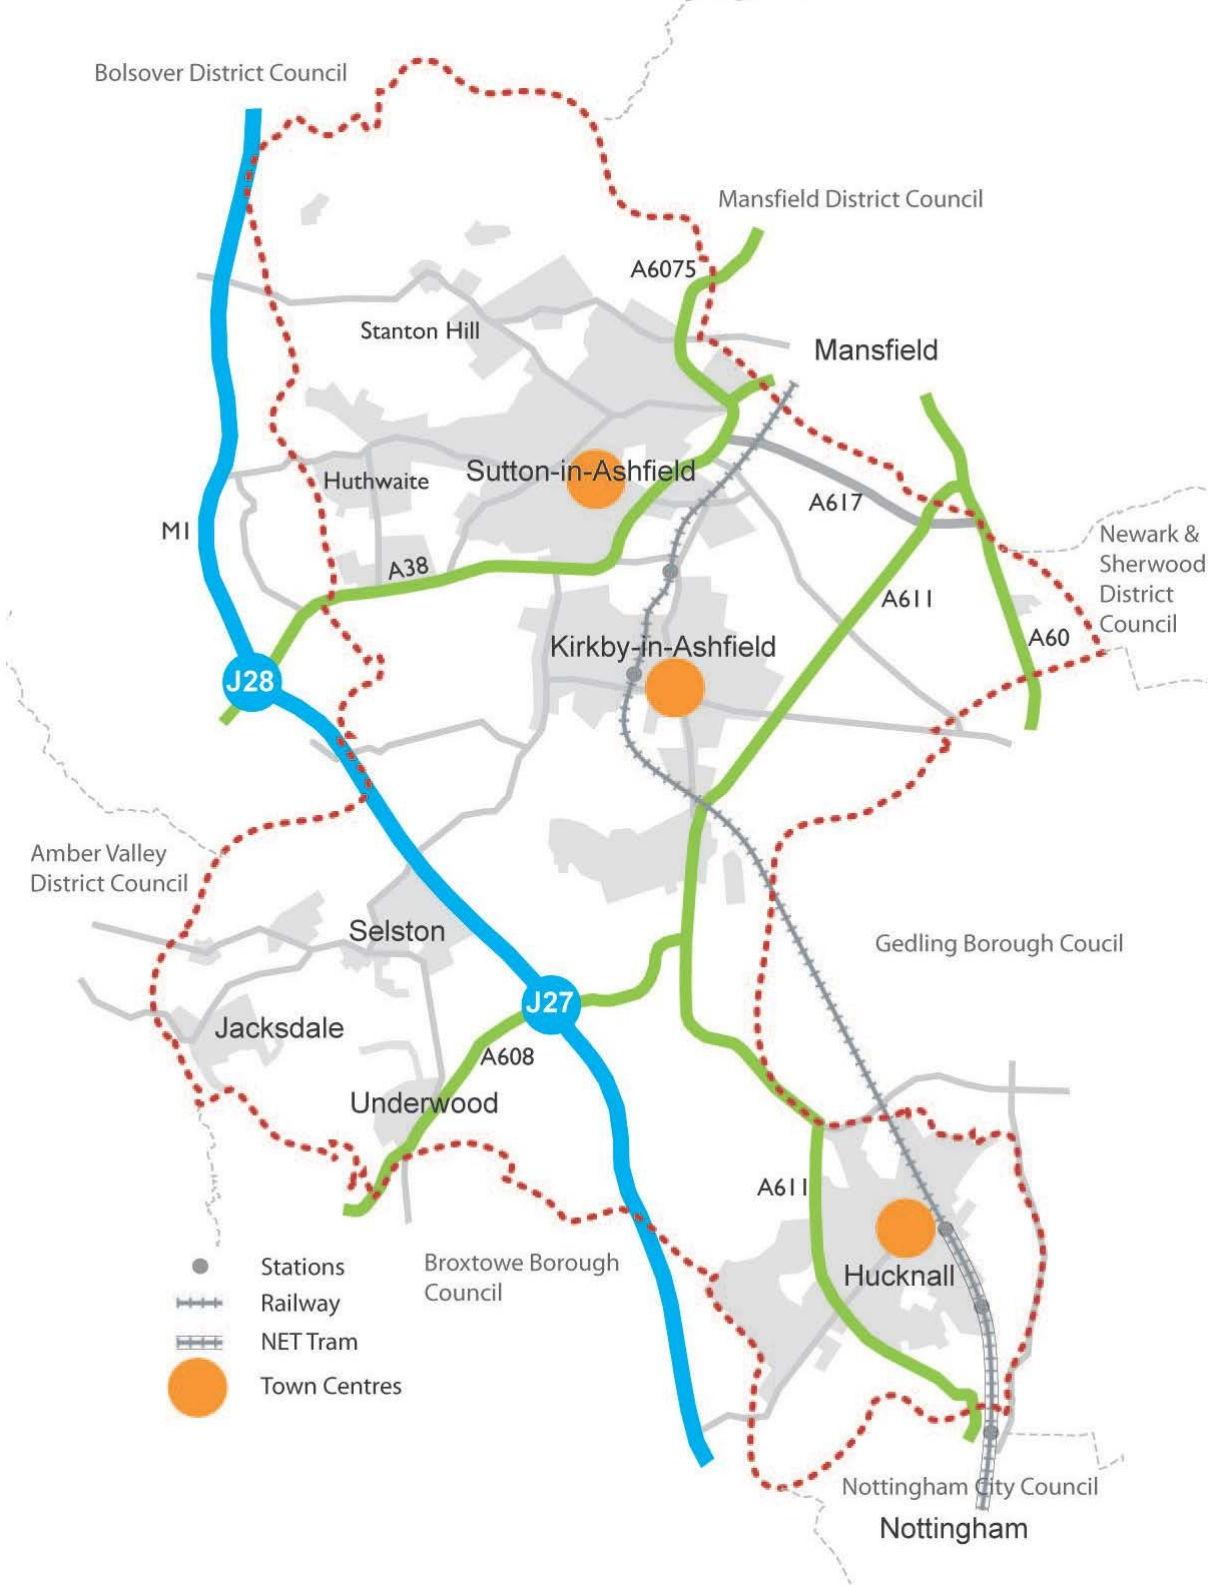 Bolsover District Council
Mansfield District Council
A6075
Stanton Hill
Mansfield
Sutton-in-Ashfield
Huthwaite
A617
M1
Newark &
Sherwood
District
Council
A38
A611
A60
Kirkby-in-Ashfield
J28
Amber Valley
District Council
Selston
Gedling Borough Coucil
J27
Jacksdale
A608
Underwood
A611
Broxtowe Borough
Council
Hucknall
Stations
Railway
NET Tram
Town Centres
Nottingham City Council
Nottingham